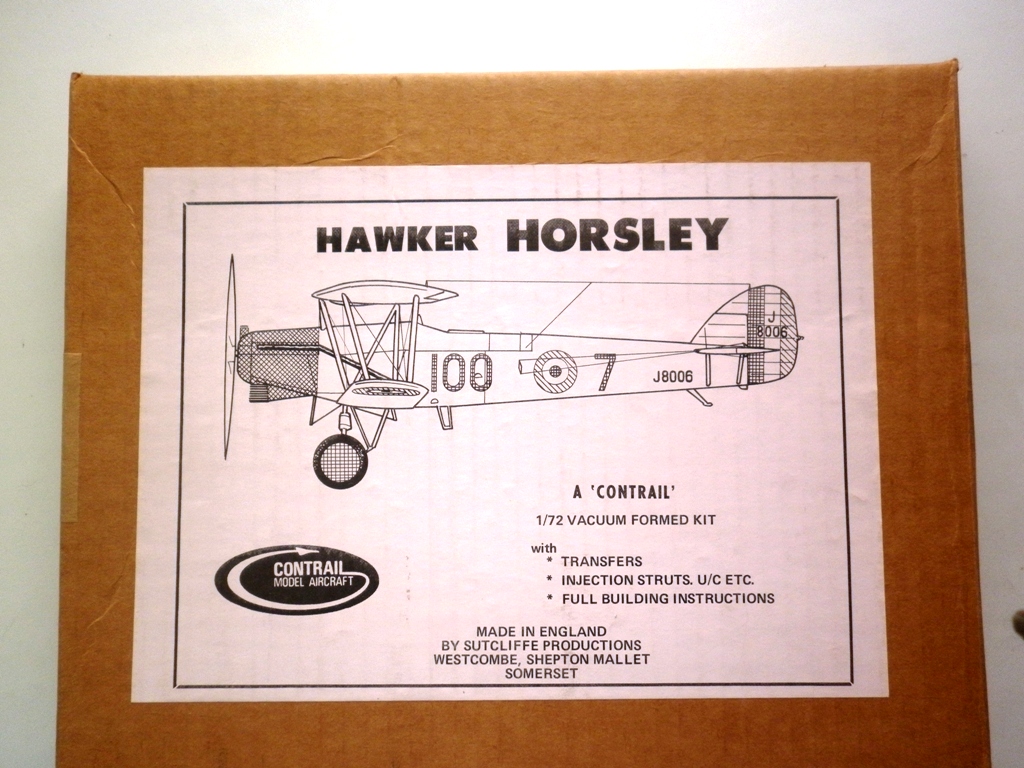 HAWKER HORSLEY
J
8006
100
7
J8006
A 'CONTRAIL'
1/72 VACUUM FORMED KIT
with
* TRANSFERS
* INJECTION STRUTS. U/C ETC.
* FULL BUILDING INSTRUCTIONS
CONTRAIL
MODEL AIRCRAFT
MADE IN ENGLAND
BY SUTCLIFFE PRODUCTIONS
WESTCOMBE, SHEPTON MALLET
SOMERSET